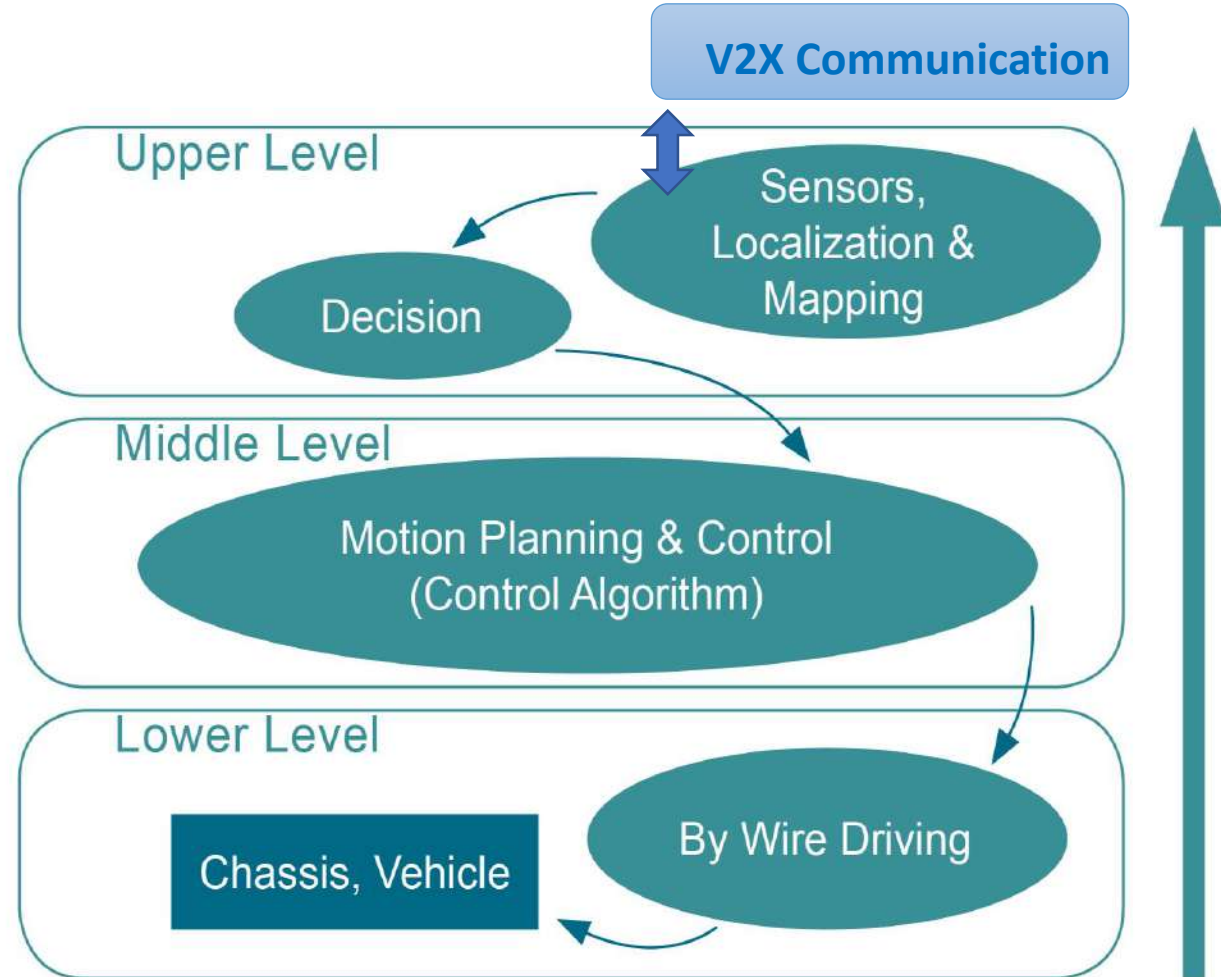 V2X Communication
Upper Level
Sensors,
Localization &
Mapping
Decision
Middle Level
Motion Planning & Control
(Control Algorithm)
Lower Level
By Wire Driving
Chassis, Vehicle